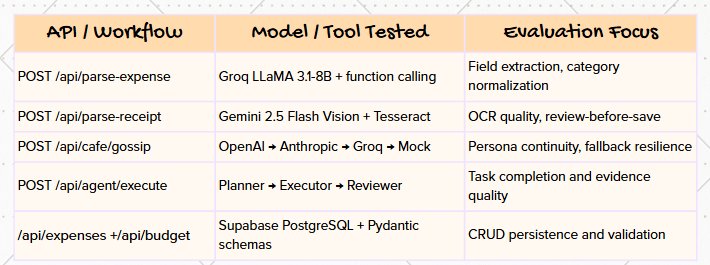 API / Workflow Model / Tool Tested Evaluation Focus
POST /api/parse-expense Groq LLaMA 3.1-8B + function calling Field extraction, category
normalization
POST /api/parse-receipt Gemini 2.5 Flash Vision + Tesseract OCR quality, review-before-save
POST /api/cafe/gossip OpenAI → Anthropic → Groq → Mock Persona continuity, fallback resilience
POST /api/agent/execute Planner → Executor → Reviewer Task completion and evidence
quality
/api/expenses +/api/budget Supabase PostgreSQL + Pydantic
schemas CRUD persistence and validation